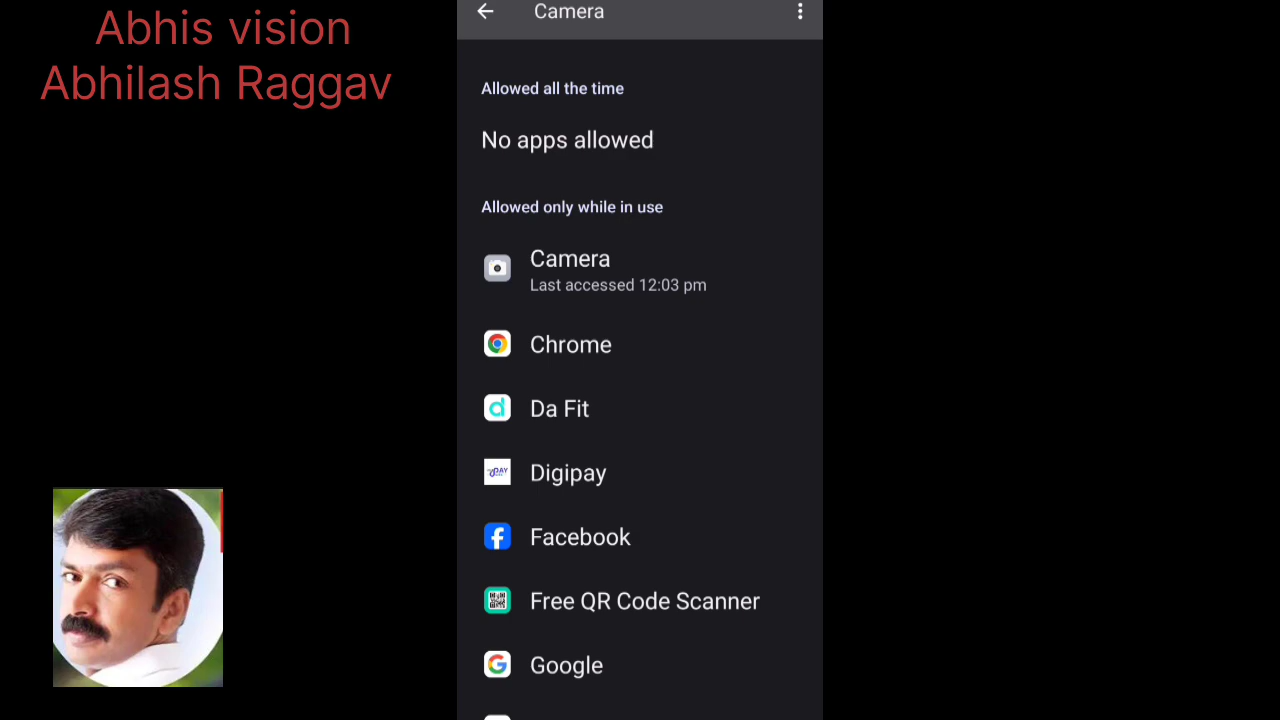 Abhis vision
Abhilash Raggav
Camera
Allowed all the time
No apps allowed
Allowed only while in use
Camera
Last accessed 12:03 pm
Chrome
Da Fit
Digipay
Facebook
Free QR Code Scanner
Google